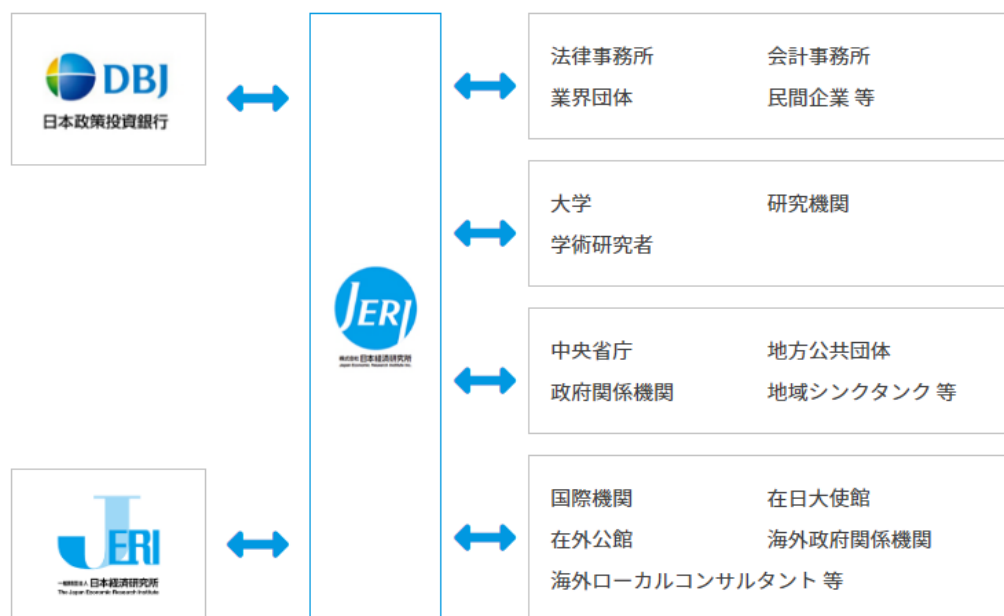 DBJ
日本政策投資銀行
法律事務所 会計事務所
業界団体 民間企業 等
大学 研究機関
学術研究者
JERI
株式会社 日本経済研究所
Japan Economic Research Institute Inc.
中央省庁 地方公共団体
政府関係機関 地域シンクタンク 等
JERI
一般財団法人 日本経済研究所
The Japan Economic Research Institute
国際機関 在日大使館
在外公館 海外政府関係機関
海外ローカルコンサルタント 等